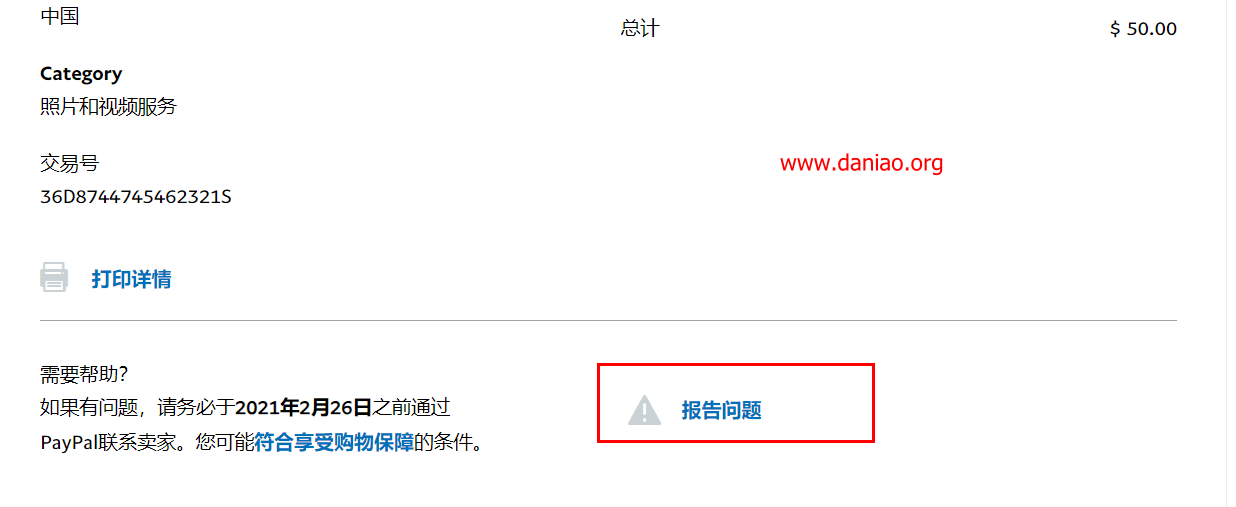 中国
总计
$ 50.00
Category
照片和视频服务
交易号
36D8744745462321S
www.daniao.org
打印详情
需要帮助？
如果有问题，请务必于2021年2月26日之前通过
PayPal联系卖家。您可能符合享受购物保障的条件。
报告问题